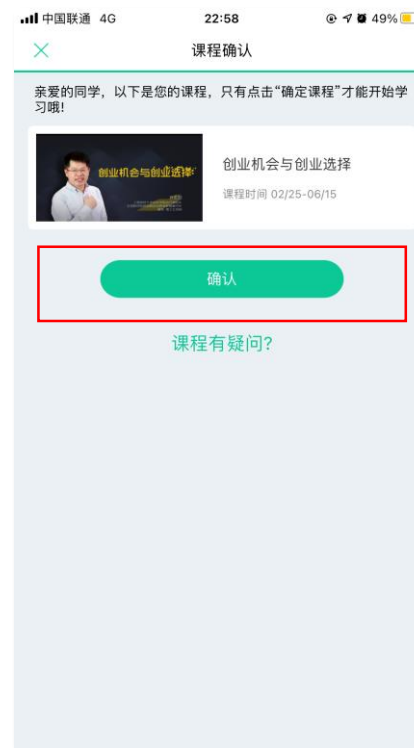 中国联通 4G 22:58 49%
课程确认
亲爱的同学，以下是您的课程，只有点击“确定课程”才能开始学
习哦!
创业机会与创业选择
创业机会与创业选择
课程时间 02/25-06/15
确认
课程有疑问?